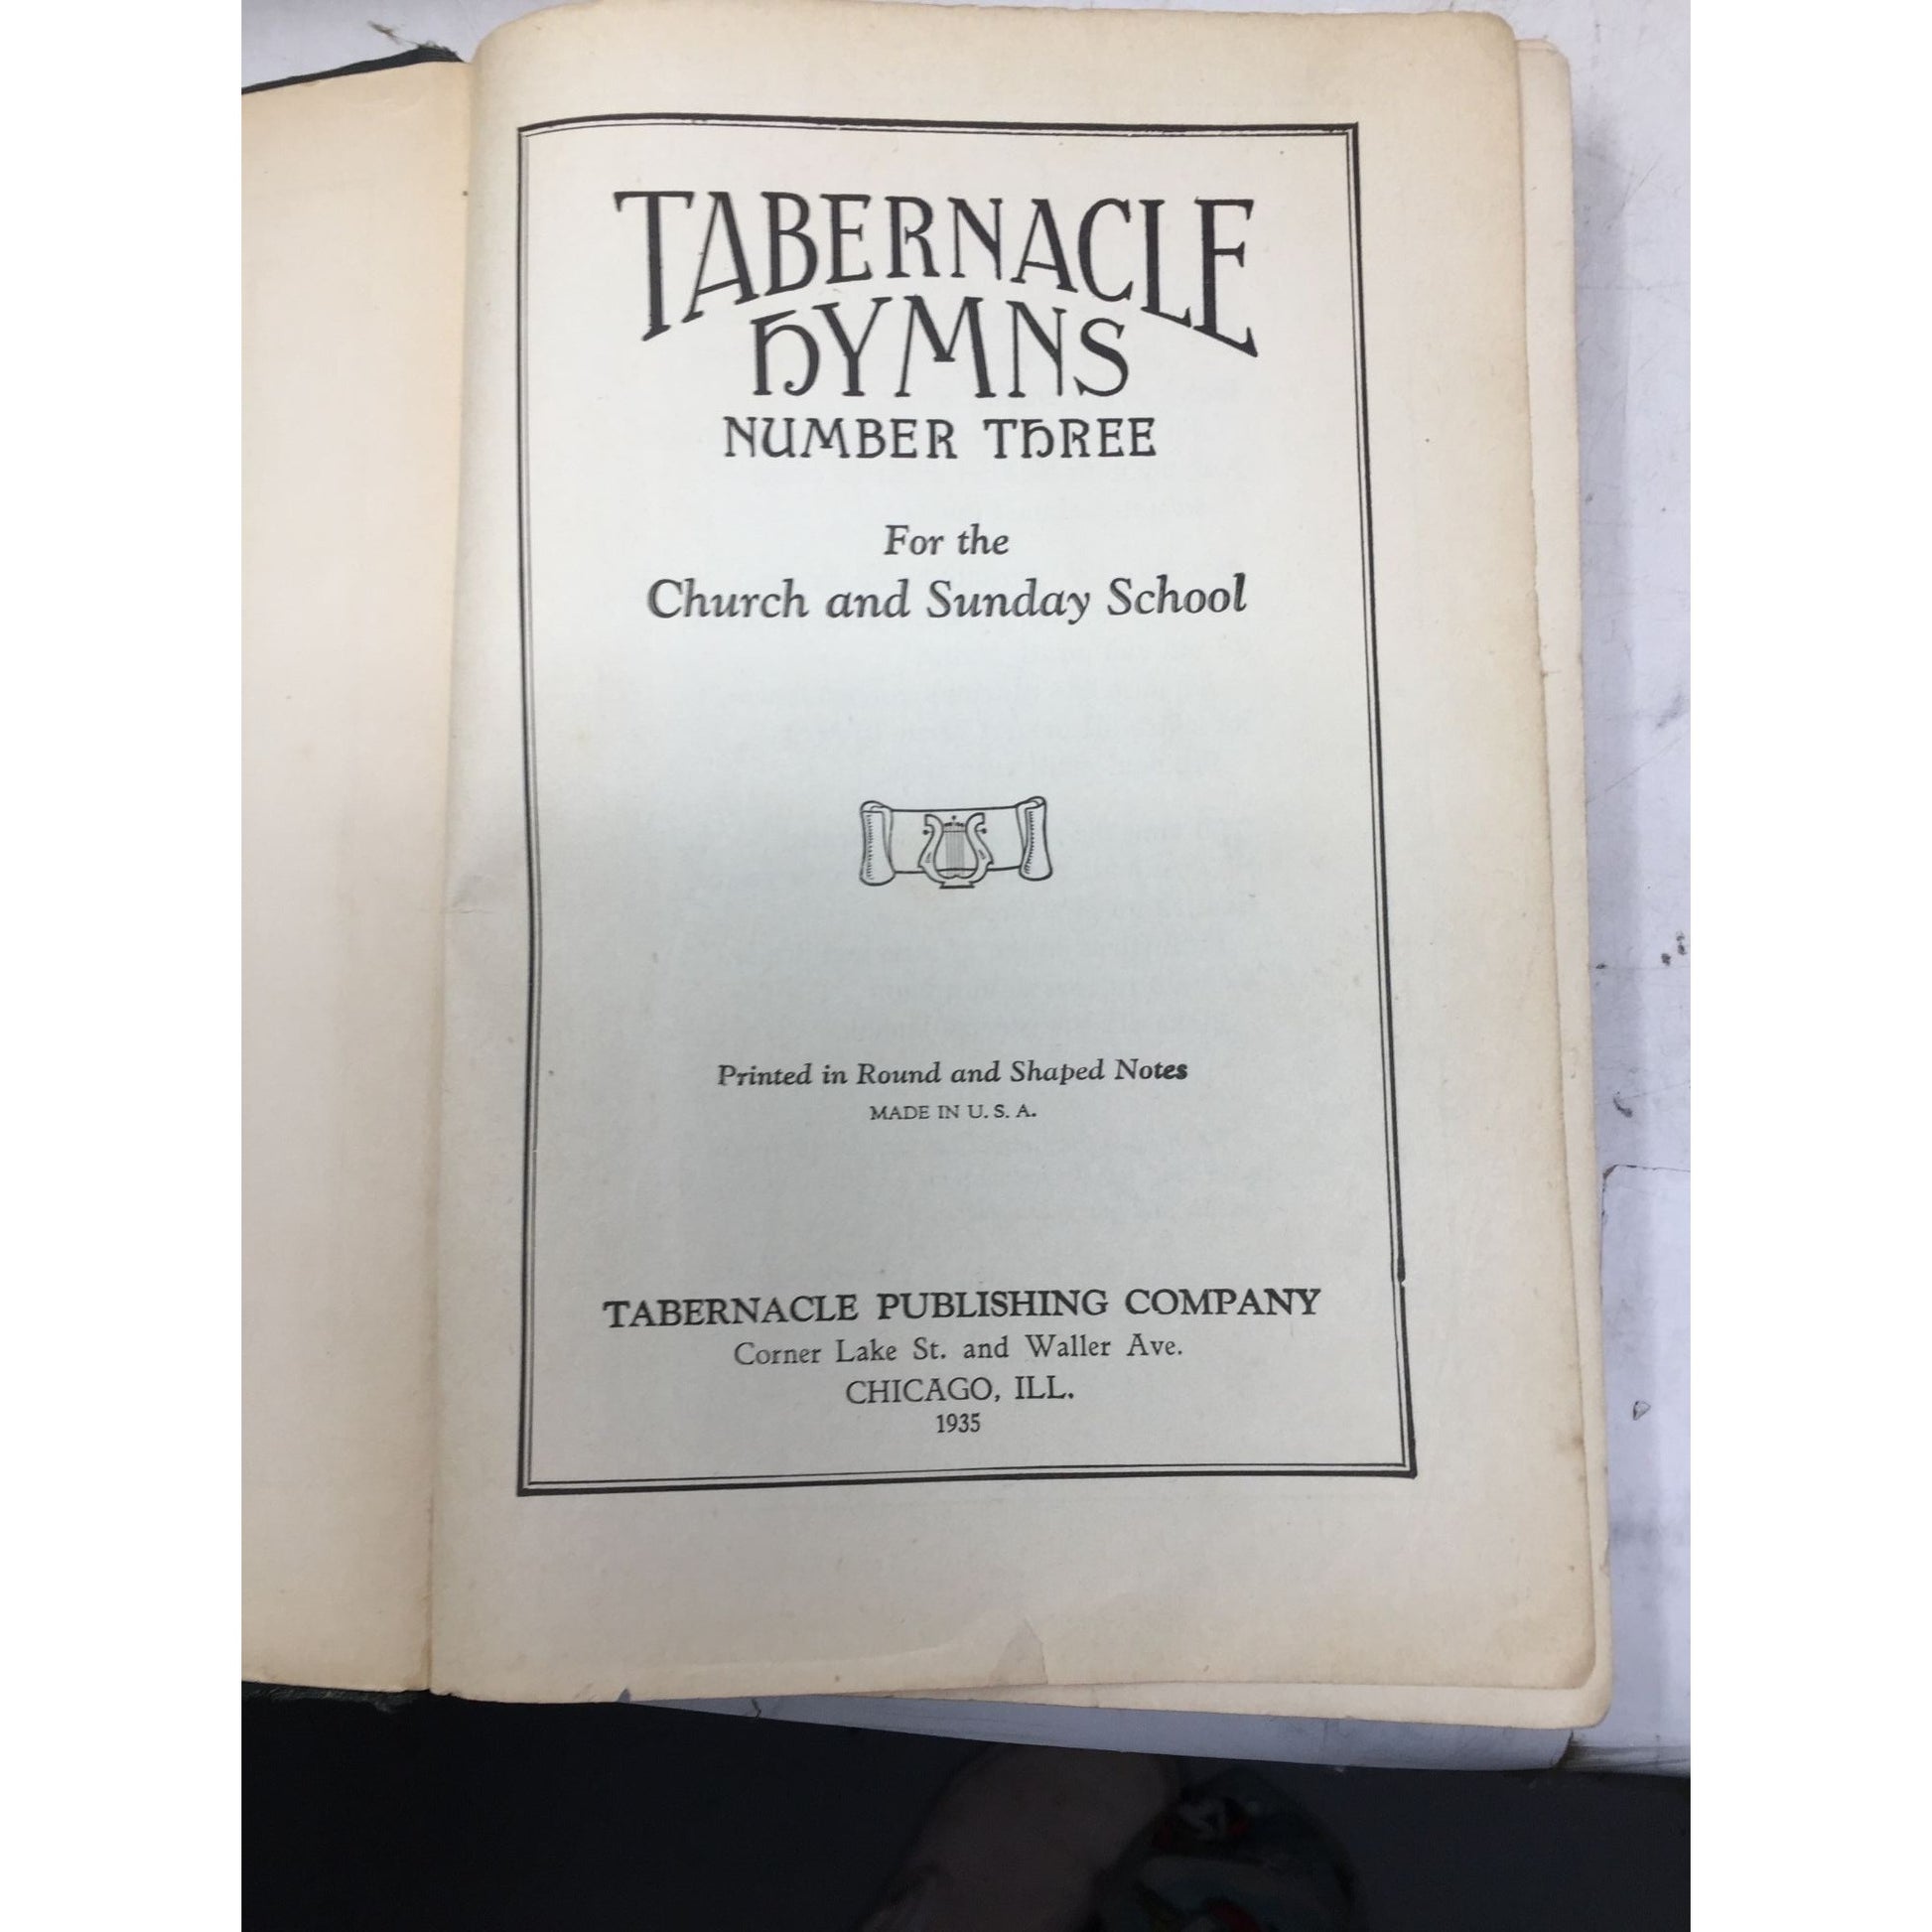 TABERNACLE
HYMNS
NUMBER THREE
For the
Church and Sunday School
Printed in Round and Shaped Notes
MADE IN U. S. A.
TABERNACLE PUBLISHING COMPANY
Corner Lake St. and Waller Ave.
CHICAGO, ILL.
1935